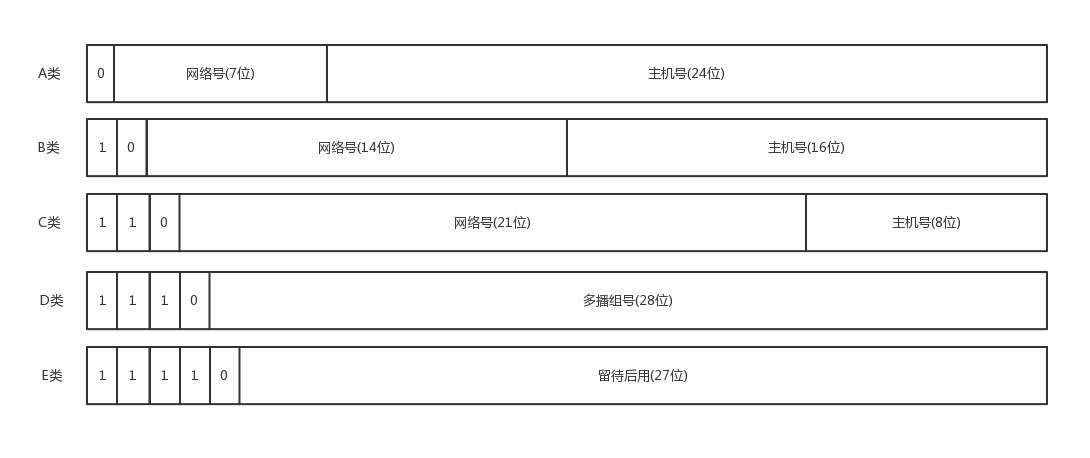 A类 0 网络号(7位) 主机号(24位)
B类 1 0 网络号(14位) 主机号(16位)
C类 1 1 0 网络号(21位) 主机号(8位)
D类 1 1 1 0 多播组号(28位)
E类 1 1 1 1 0 留待后用(27位)